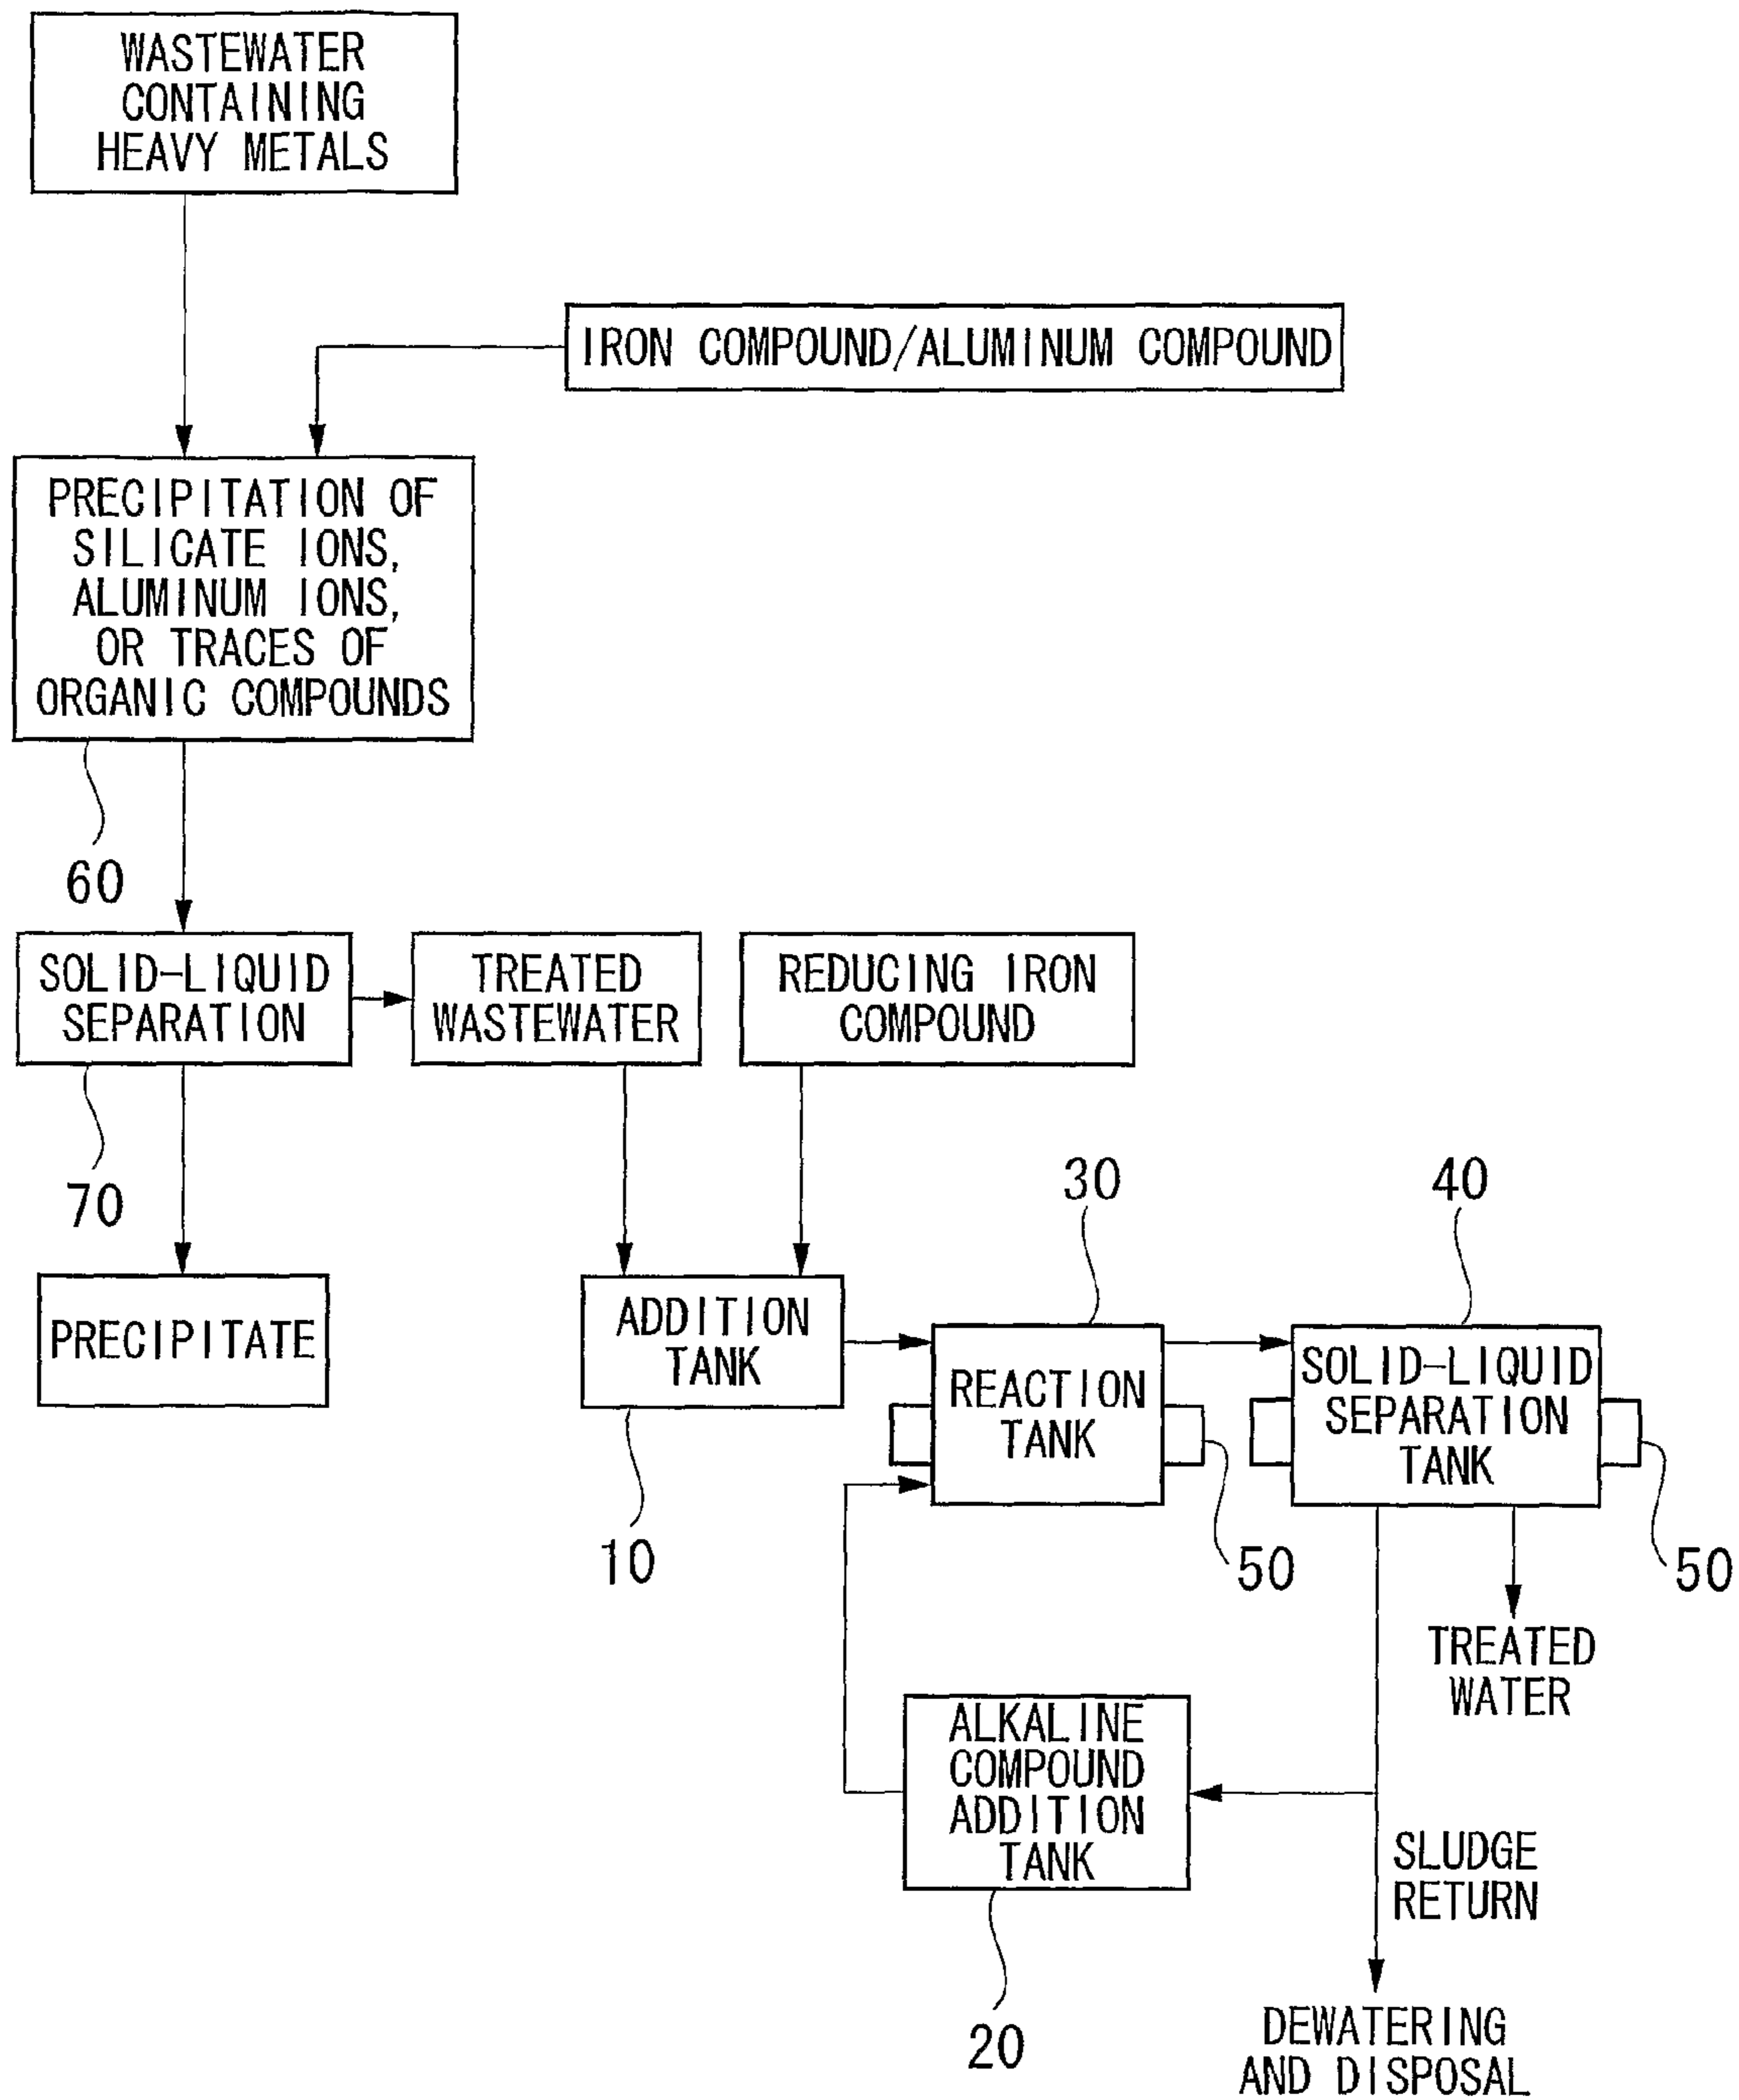 WASTEWATER
CONTAINING
HEAVY METALS
IRON COMPOUND/ALUMINUM COMPOUND
PRECIPITATION OF
SILICATE IONS,
ALUMINUM IONS,
OR TRACES OF
ORGANIC COMPOUNDS
60
SOLID-LIQUID
SEPARATION
TREATED
WASTEWATER
REDUCING IRON
COMPOUND
70
30
40
PRECIPITATE
ADDITION
TANK
REACTION
TANK
SOLID-LIQUID
SEPARATION
TANK
10
50
50
TREATED
WATER
ALKALINE
COMPOUND
ADDITION
TANK
SLUDGE
RETURN
20
DEWATERING
AND DISPOSAL